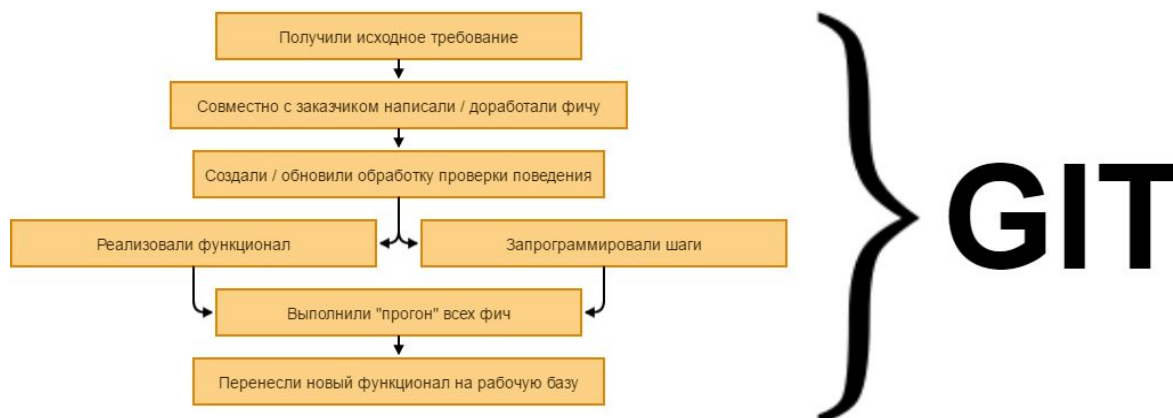 Получили исходное требование
Совместно с заказчиком написали / доработали фичу
Создали / обновили обработку проверки поведения
Реализовали функционал
Запрограммировали шаги
Выполнили "прогон" всех фич
Перенесли новый функционал на рабочую базу
GIT